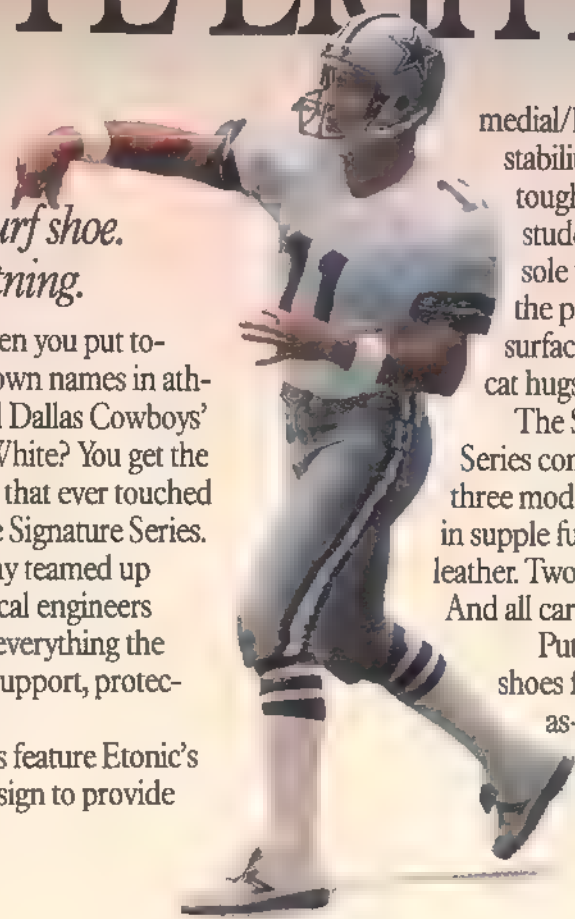 urf shoe.
tning.
en you put to-
own names in ath-
l Dallas Cowboys'
White? You get the
that ever touched
e Signature Series.
ny teamed up
cal engineers
everything the
upport, protec-
s feature Etonic's
sign to provide
medial/
stabili
tough
stud
sole
the p
surfac
cat hugs
The S
Series con
three mod
in supple fu
leather. Two
And all car
Put
shoes f
as-
11